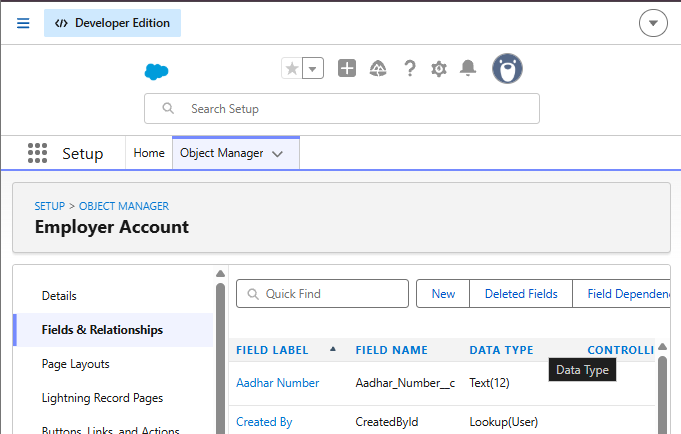 Developer Edition
Search Setup
Setup
Home
Object Manager
SETUP > OBJECT MANAGER
Employer Account
Details
Fields & Relationships
Page Layouts
Lightning Record Pages
Buttons, Links, and Actions
Quick Find
New
Deleted Fields
Field Dependen
FIELD LABEL
FIELD NAME
DATA TYPE
CONTROLLI
Data Type
Aadhar Number
Aadhar_Number__c
Text(12)
Created By
CreatedById
Lookup(User)